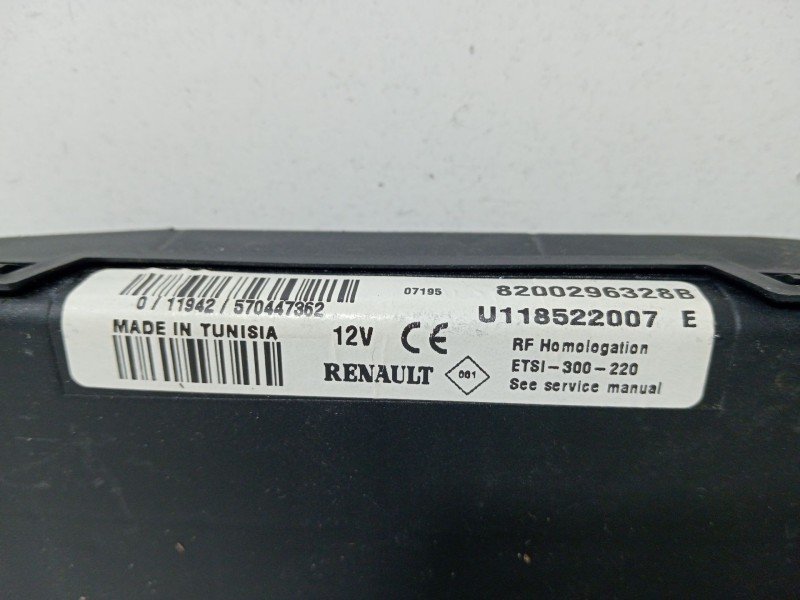 0 / 11942 / 570447362
07195
8200296328B
U118522007 E
MADE IN TUNISIA
12V CE
RF Homologation
ETSI-300-220
See service manual
RENAULT
001